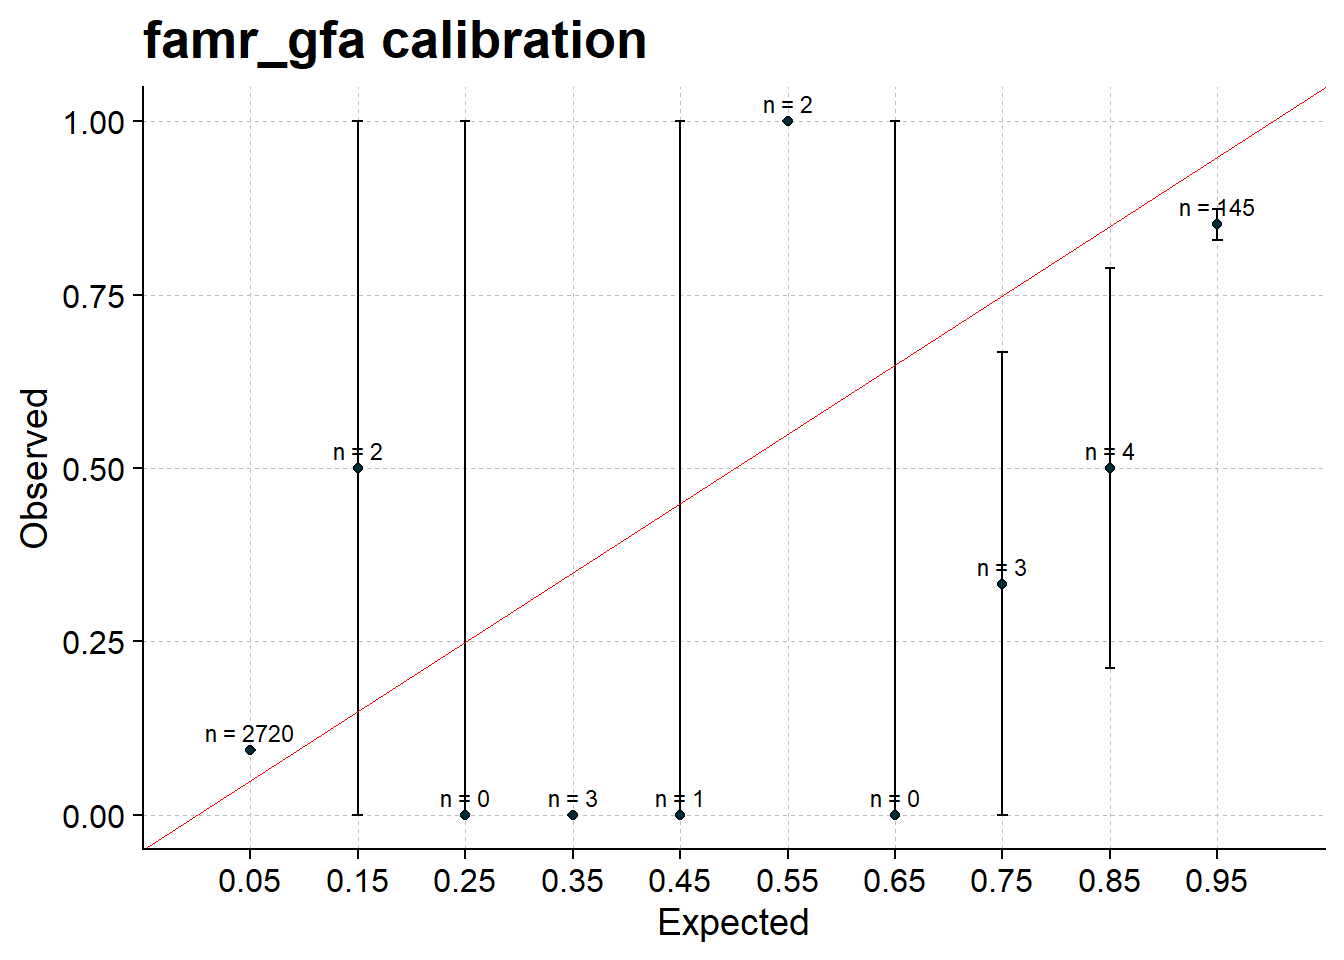 famr_gfa calibration
Observed
1.00
0.75
0.50
0.25
0.00
n = 2720
n = 2
n = 0
n = 3
n = 1
n = 2
n = 0
n = 3
n = 4
n = 145
0.05 0.15 0.25 0.35 0.45 0.55 0.65 0.75 0.85 0.95
Expected